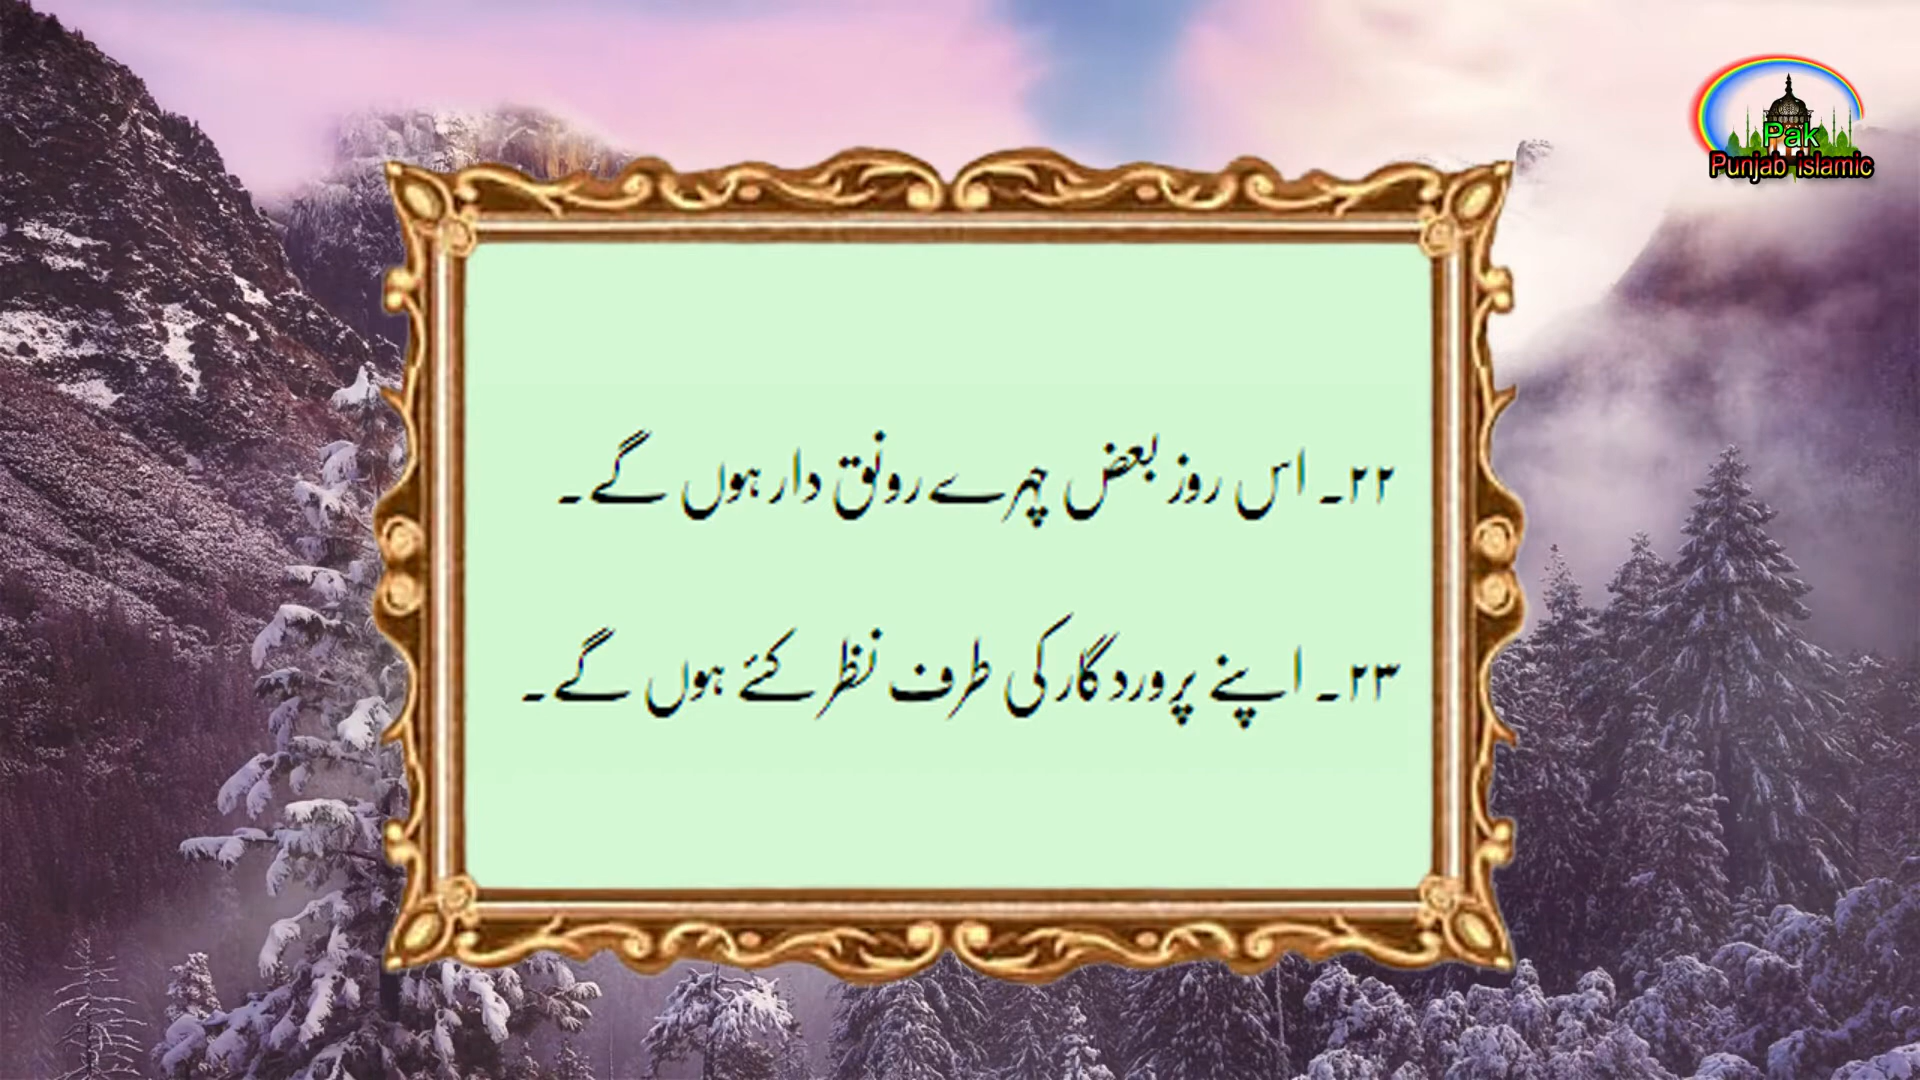 Pak
Punjab islamic
۲۲۔ اس روز بعض چہرے رونق دار ہوں گے۔
۲۳۔ اپنے پروردگار کی طرف نظر کئے ہوں گے۔